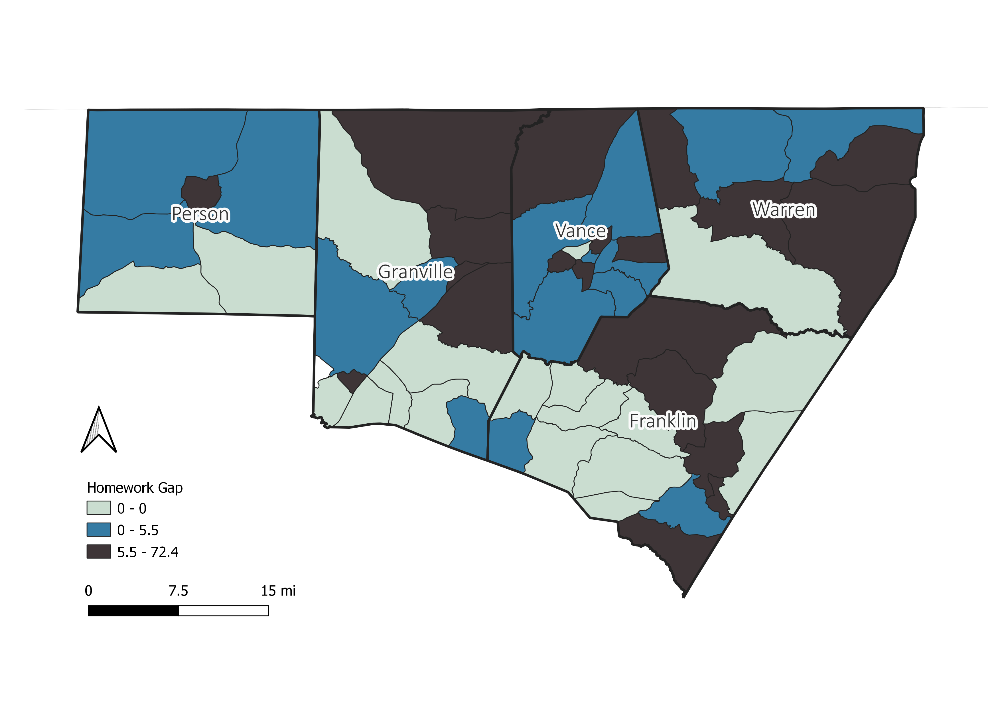 Person
Warren
Vance
Granville
Franklin
Homework Gap
0 - 0
0 - 5.5
5.5 - 72.4
0 7.5 15 mi